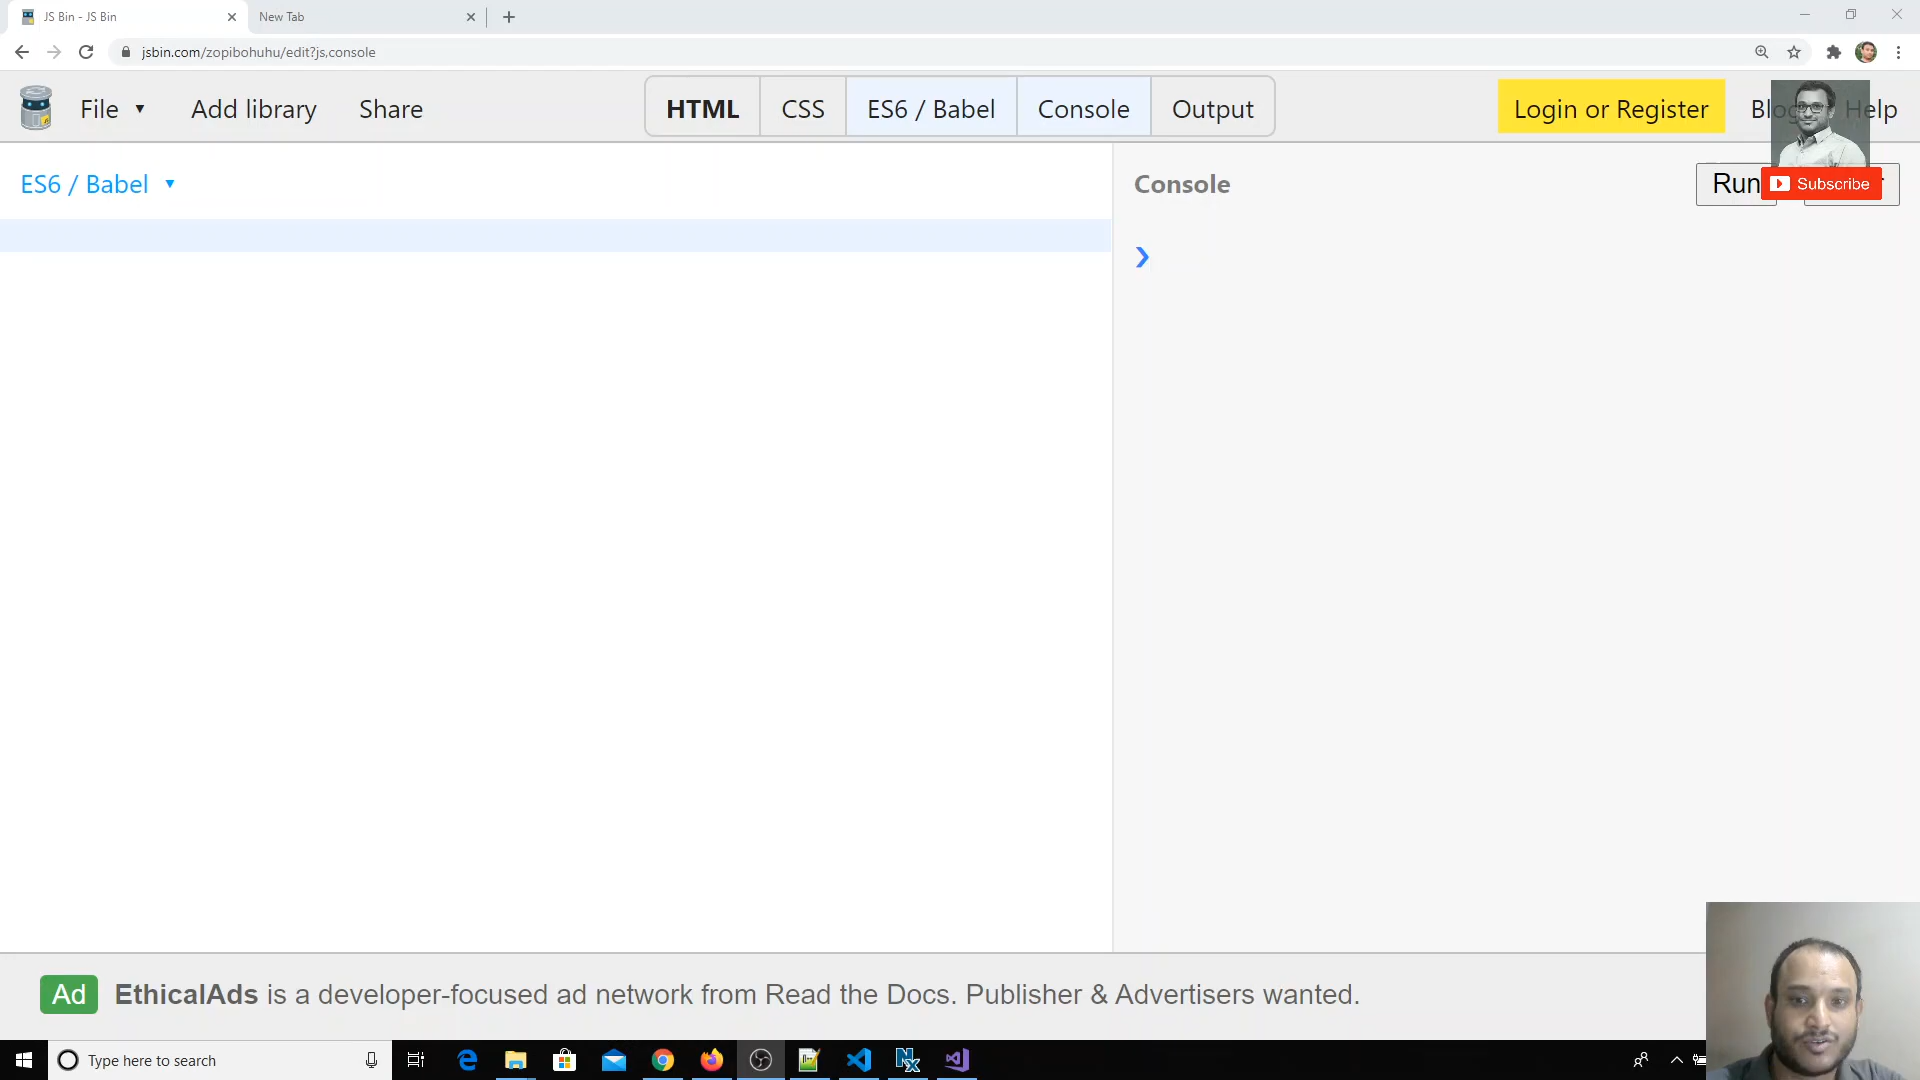 JS Bin - JS Bin
New Tab
jsbin.com/zopibohuhu/edit?js,console
File
Add library
Share
HTML
CSS
ES6 / Babel
Console
Output
Login or Register
Help
ES6 / Babel
Console
Run
Subscribe
Ad
EthicalAds is a developer-focused ad network from Read the Docs. Publisher & Advertisers wanted.
Type here to search